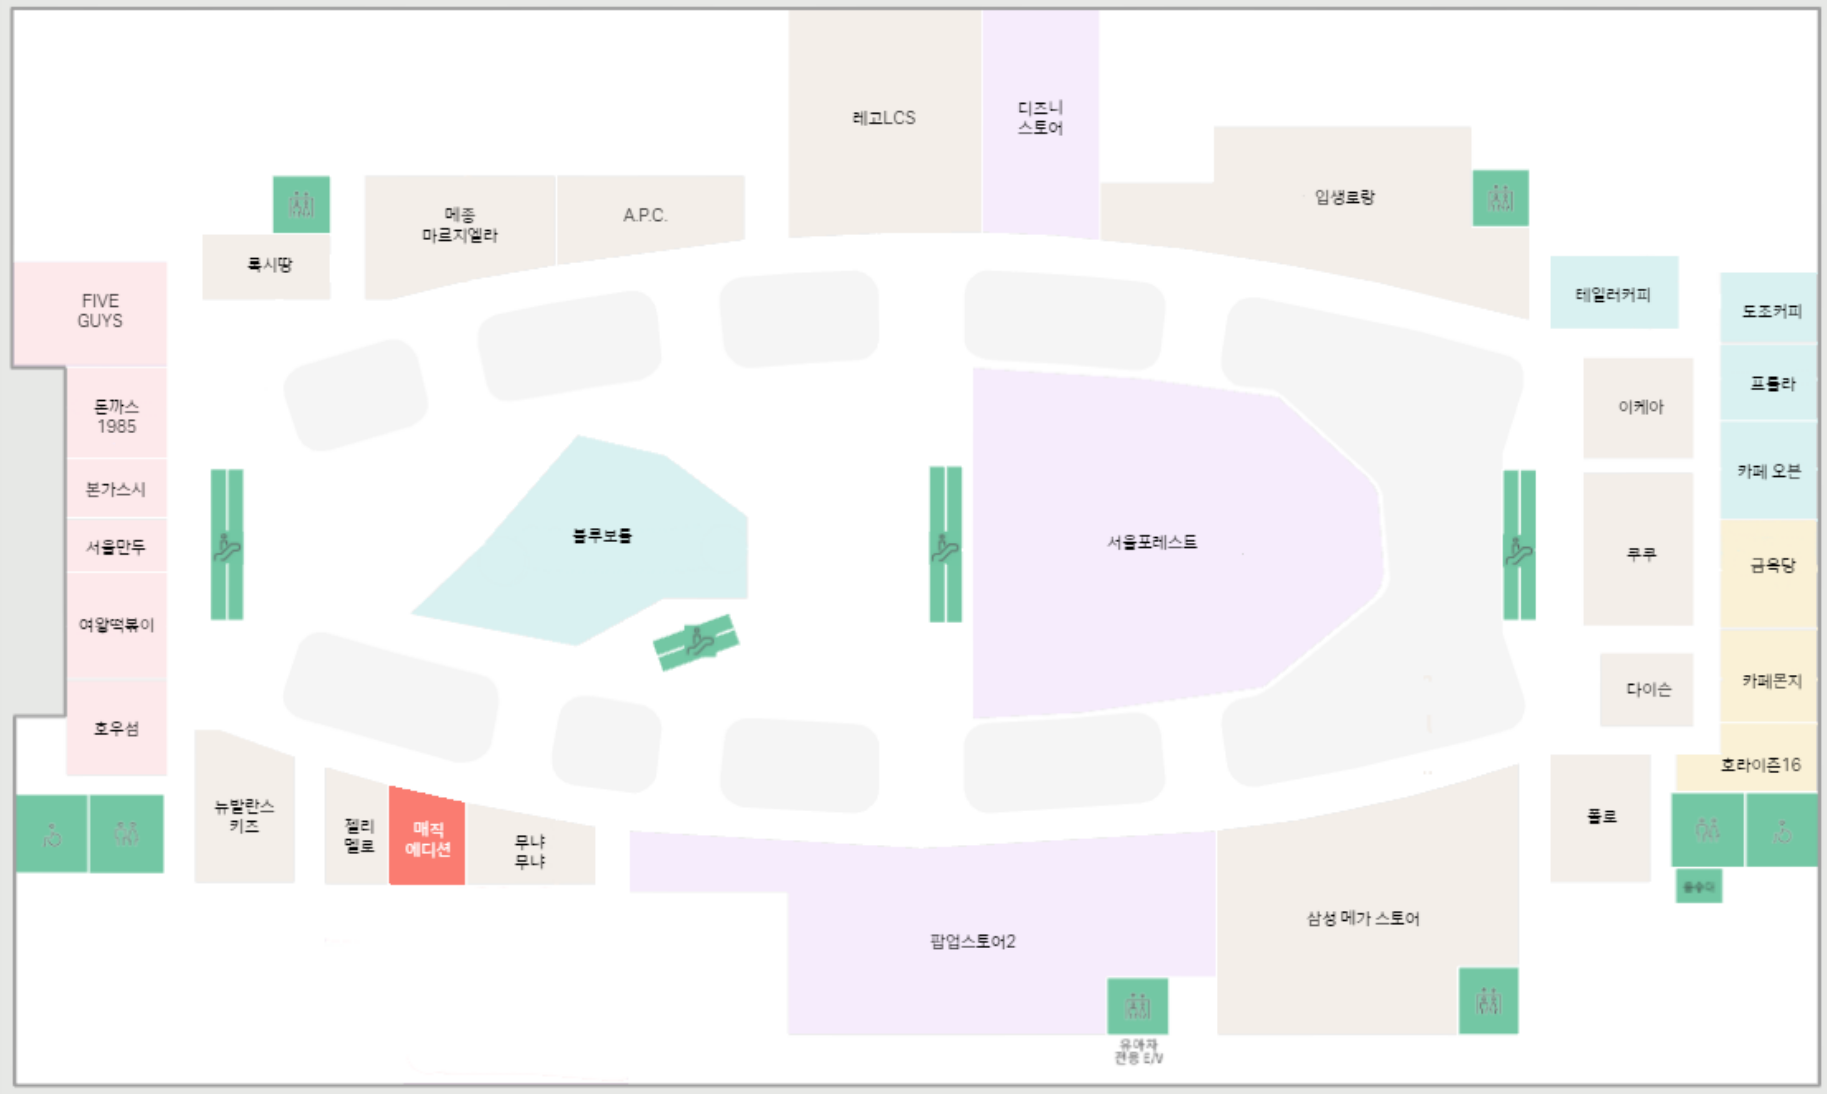 레고LCS
디즈니
스토어
입생로랑
메종
마르지엘라
A.P.C.
록시땅
FIVE
GUYS
테일러커피
도조커피
돈까스
1985
이케아
프롤라
본가스시
카페 오븐
서울만두
블루보틀
서울포레스트
쿠쿠
금옥당
여왕떡볶이
호우섬
다이슨
카페몬지
호라이즌16
뉴발란스
키즈
젤리
멜로
매직
에디션
무냐
무냐
폴로
팝업스토어2
삼성 메가 스토어
유아차
전용 E/V